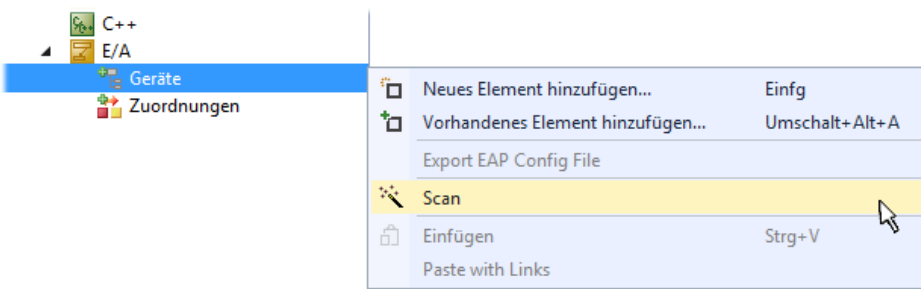 C++
E/A
Geräte
Zuordnungen
Neues Element hinzufügen... Einfg
Vorhandenes Element hinzufügen... Umschalt+Alt+A
Export EAP Config File
Scan
Einfügen Strg+V
Paste with Links